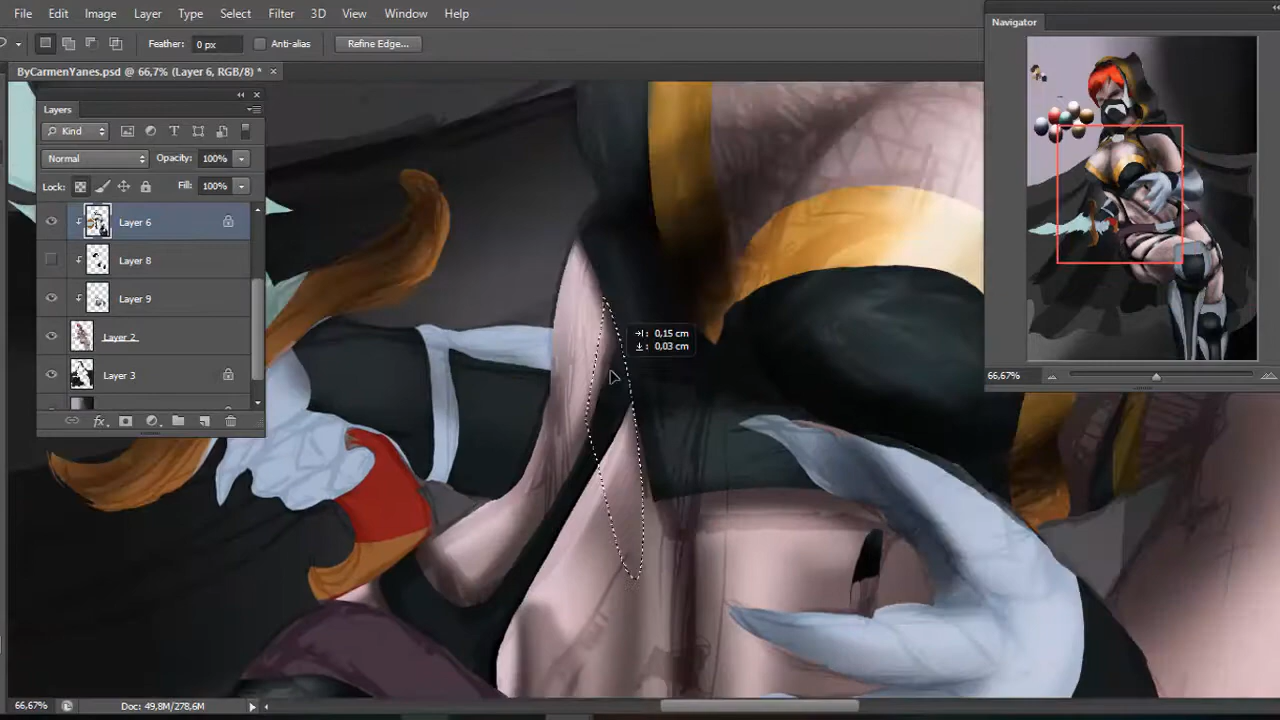 File Edit Image Layer Type Select Filter 3D View Window Help
Feather: 0 px Anti-alias Refine Edge...
ByCarmenYanes.psd @ 66,7% (Layer 6, RGB/8) * ×
Layers
Kind
Normal Opacity: 100%
Lock: Fill: 100%
Layer 6
Layer 8
Layer 9
Layer 2
Layer 3
0,15 cm
0,03 cm
Navigator
66,67%
66,67% Doc: 49,8M/278,6M